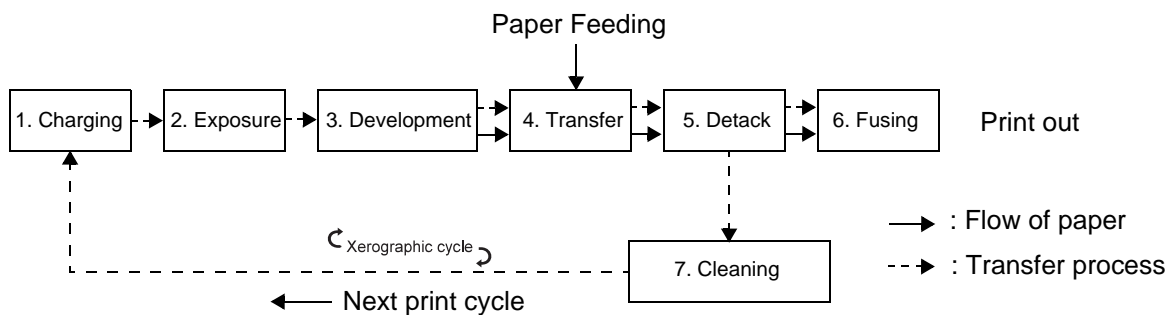 Paper Feeding
1. Charging
2. Exposure
3. Development
4. Transfer
5. Detack
6. Fusing
Print out
: Flow of paper
Xerographic cycle
7. Cleaning
: Transfer process
Next print cycle